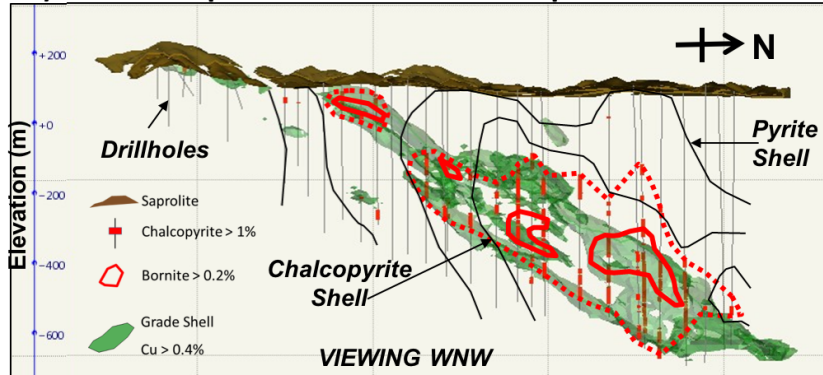 +200
N
+0
Drillholes
Pyrite
Shell
Elevation (m)
−200
Saprolite
Chalcopyrite > 1%
Bornite > 0.2%
−400
Chalcopyrite
Shell
Grade Shell
Cu > 0.4%
−600
VIEWING WNW